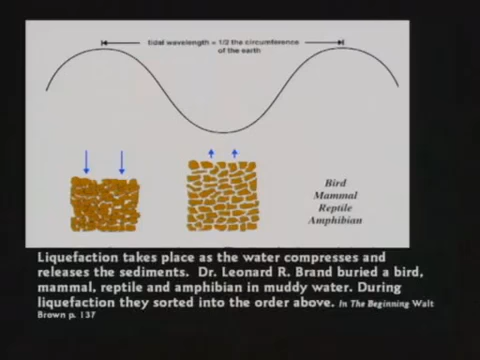 tidal wavelength = 1/2 the circumference
of the earth
Bird
Mammal
Reptile
Amphibian
Liquefaction takes place as the water compresses and
releases the sediments. Dr. Leonard R. Brand buried a bird,
mammal, reptile and amphibian in muddy water. During
liquefaction they sorted into the order above. In The Beginning Walt
Brown p. 137